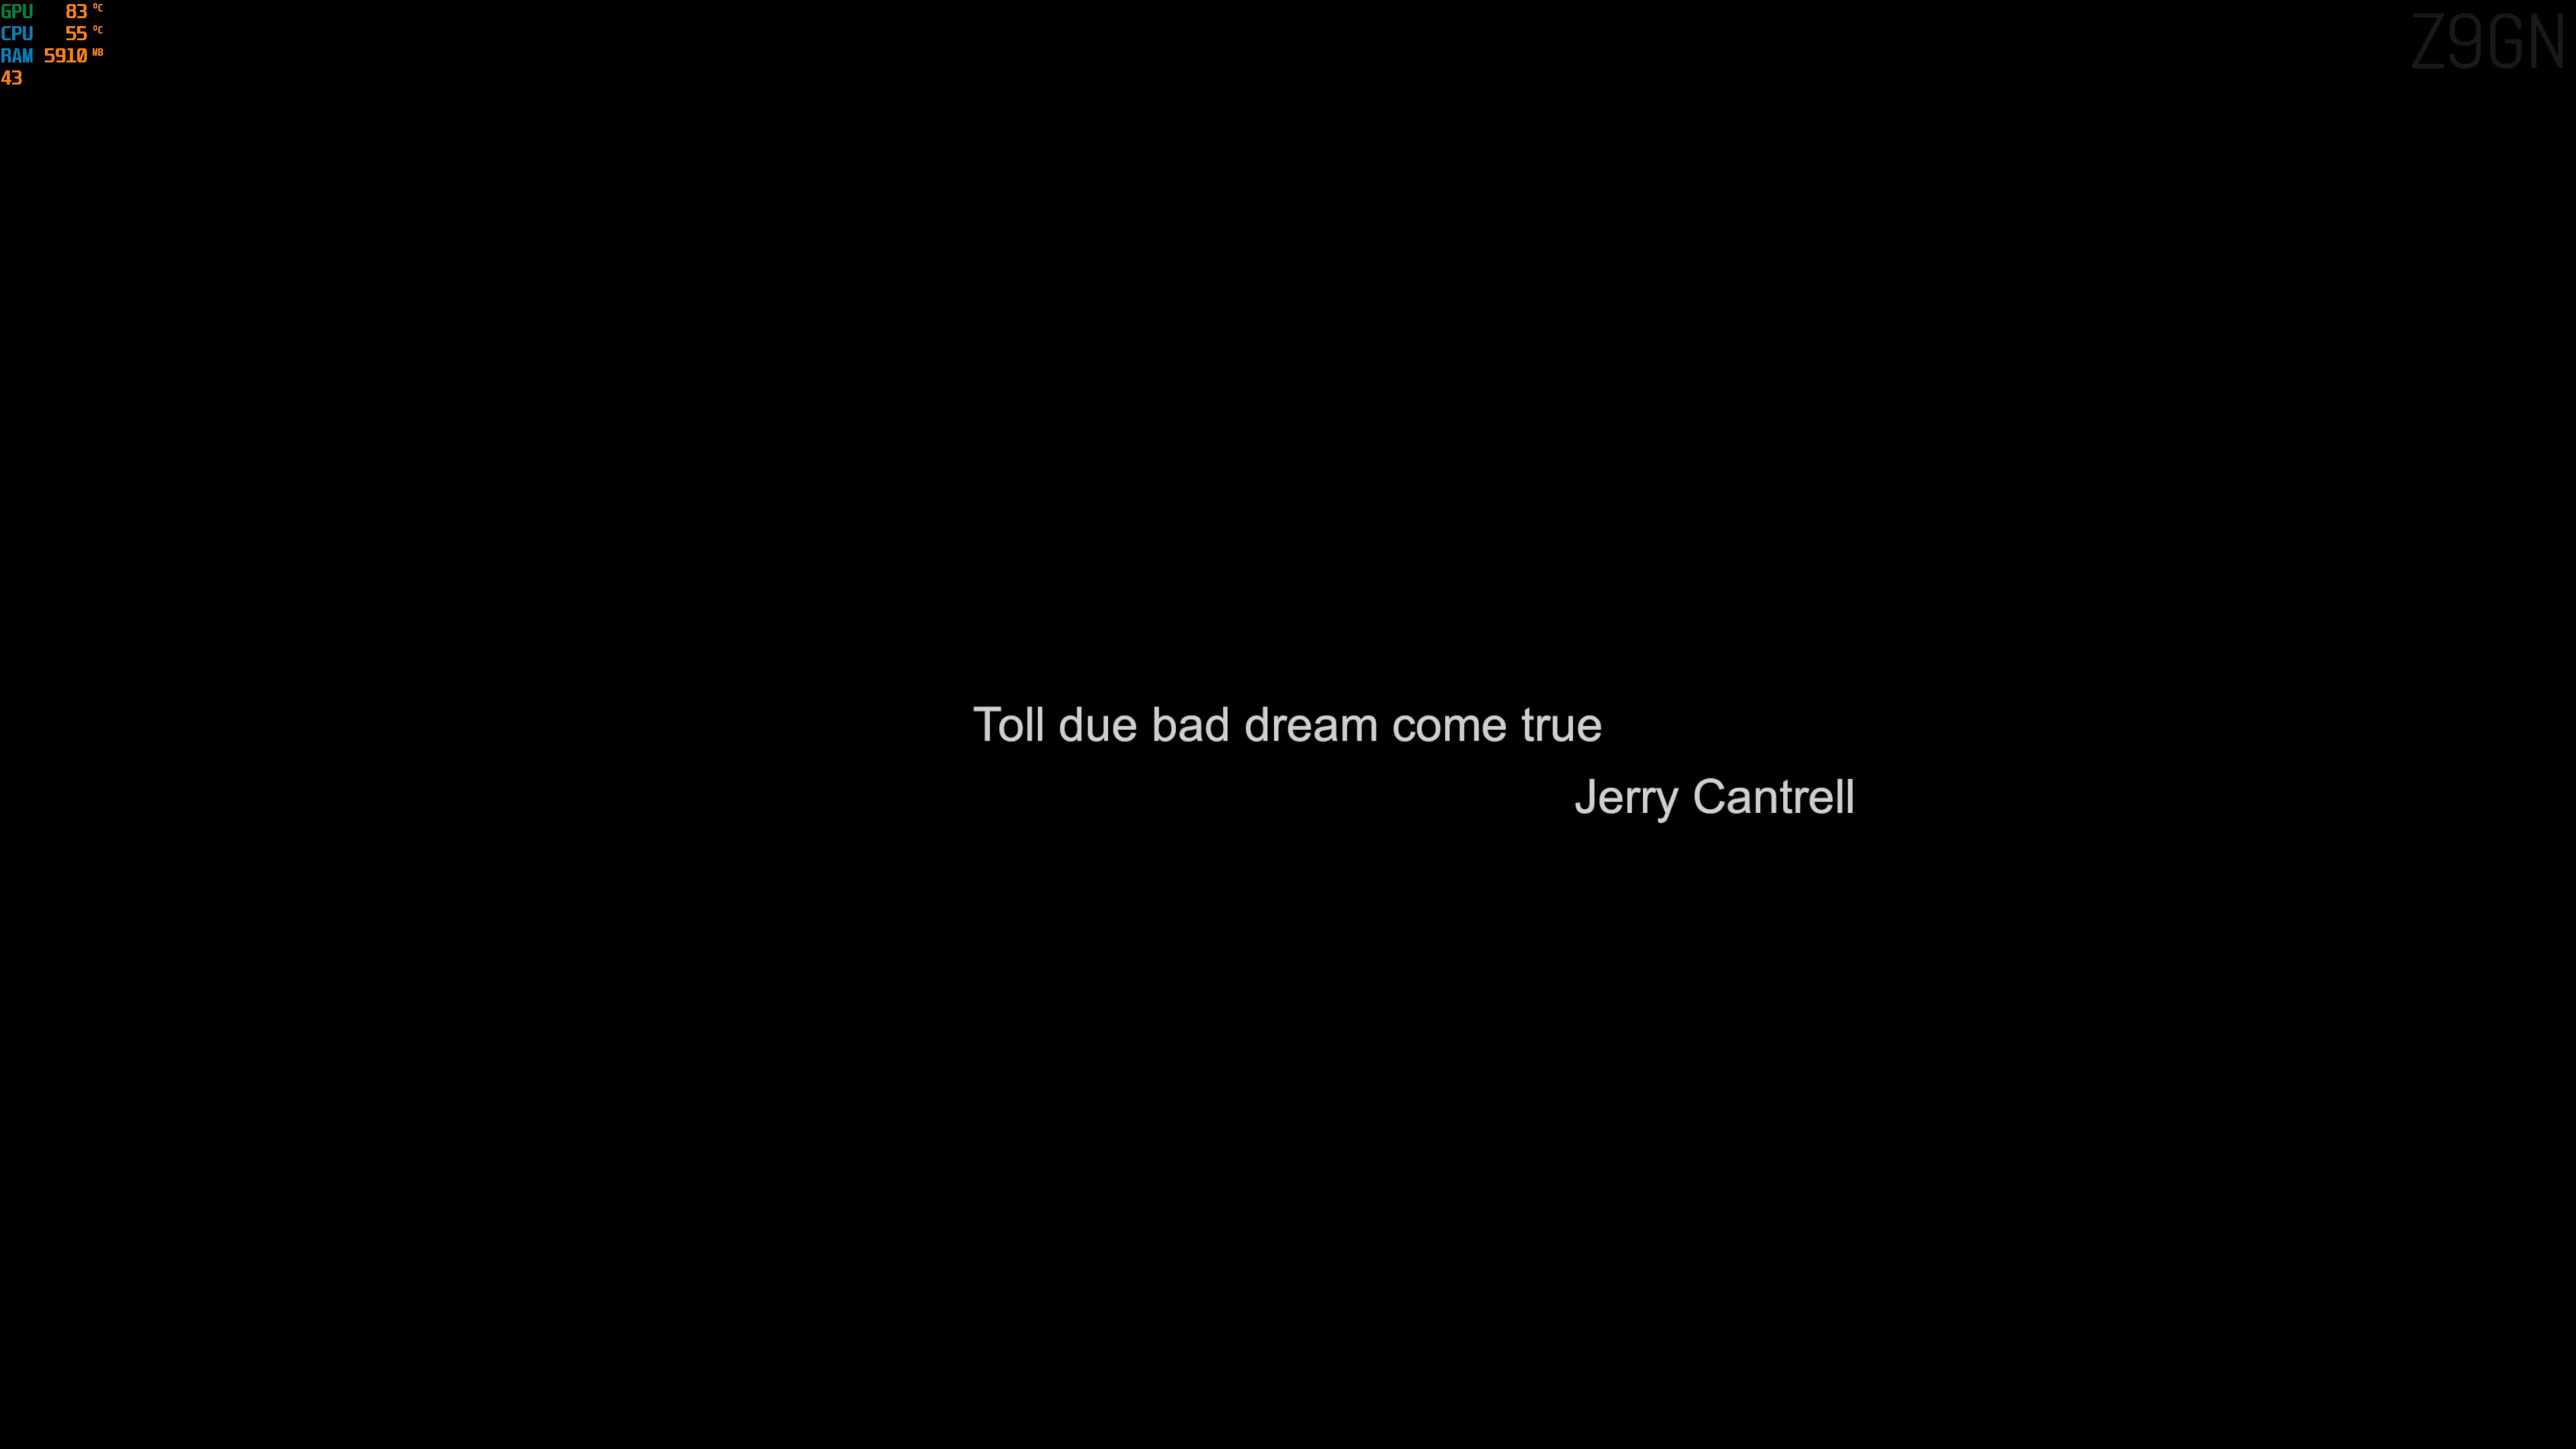 GPU 83 °C
CPU 55 °C
RAM 5910 MB
43
Z9GN
Toll due bad dream come true
Jerry Cantrell